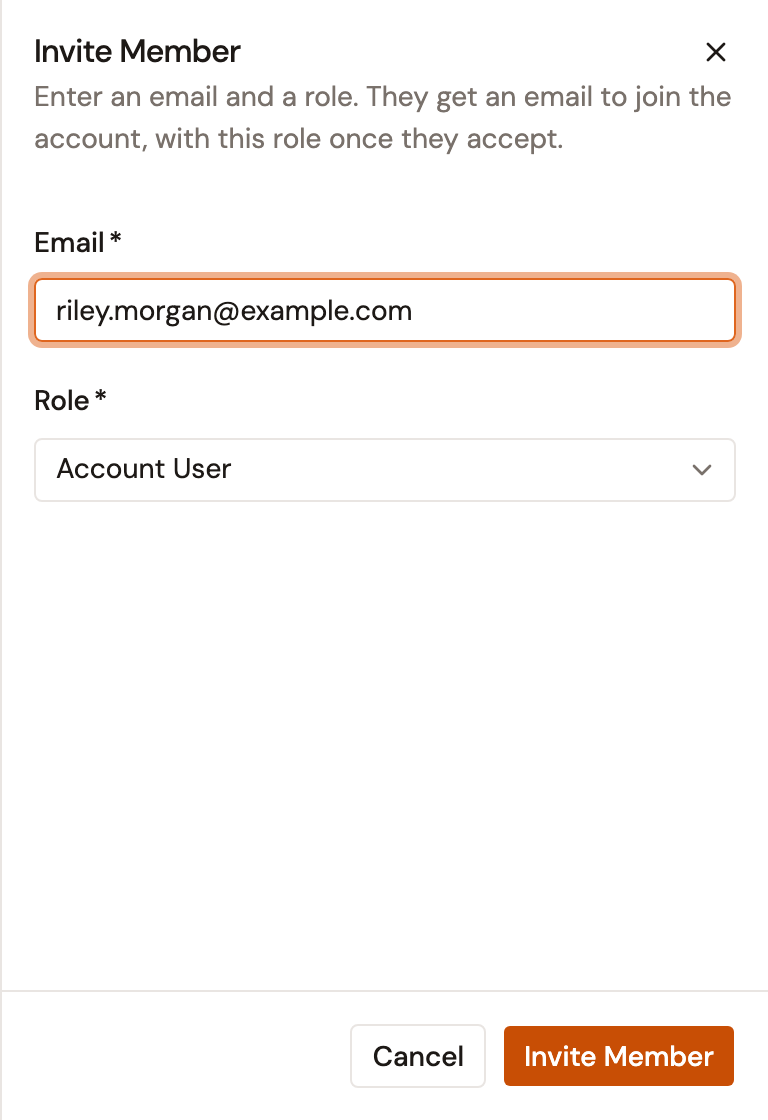 Invite Member
Enter an email and a role. They get an email to join the
account, with this role once they accept.
Email *
riley.morgan@example.com
Role *
Account User
Cancel
Invite Member